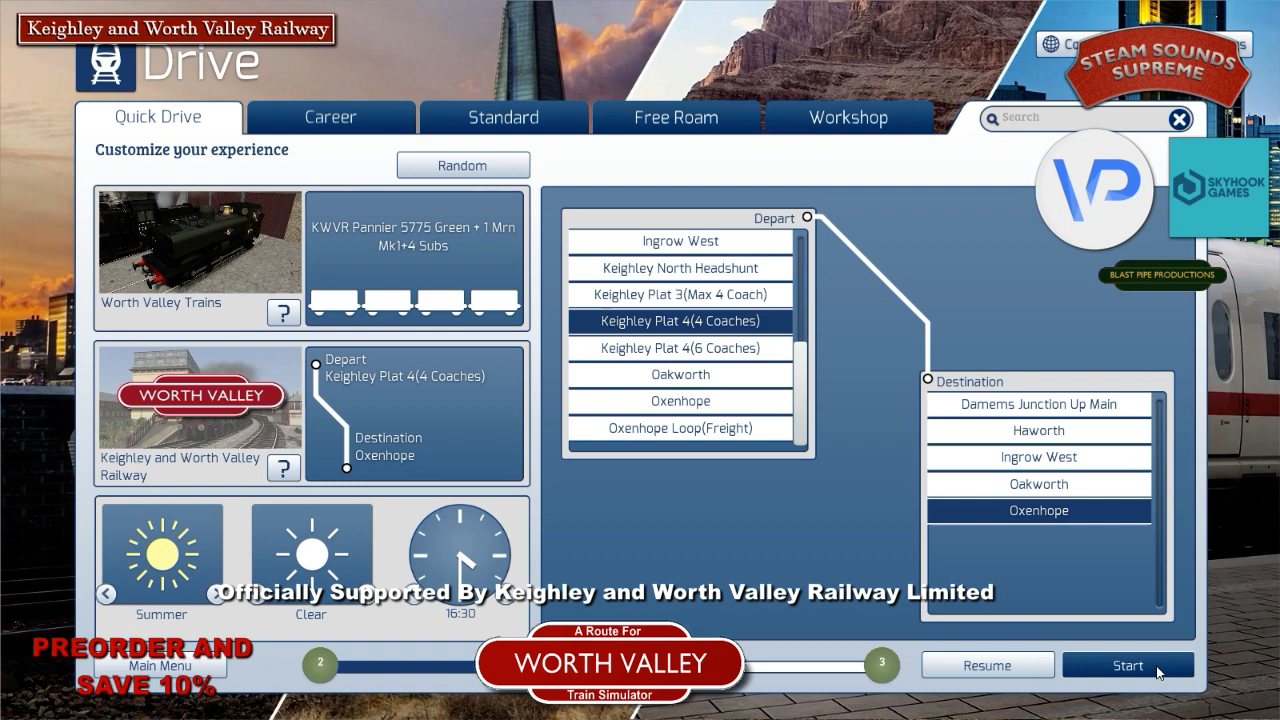 Keighley and Worth Valley Railway
Drive
STEAM SOUNDS
SUPREME
Quick Drive
Career
Standard
Free Roam
Workshop
Search
Customize your experience
Random
VP
SKYHOOK
GAMES
BLAST PIPE PRODUCTIONS
KWVR Pannier 5775 Green + 1 Mrn
Mk1+4 Subs
Worth Valley Trains
?
Depart
Ingrow West
Keighley North Headshunt
Keighley Plat 3(Max 4 Coach)
Keighley Plat 4(4 Coaches)
Keighley Plat 4(6 Coaches)
Oakworth
Oxenhope
Oxenhope Loop(Freight)
WORTH VALLEY
Keighley and Worth Valley
Railway
?
Depart
Keighley Plat 4(4 Coaches)
Destination
Oxenhope
Destination
Damems Junction Up Main
Haworth
Ingrow West
Oakworth
Oxenhope
Officially Supported By Keighley and Worth Valley Railway Limited
Summer
Clear
16:30
PREORDER AND
SAVE 10%
Main Menu
2
A Route For
WORTH VALLEY
Train Simulator
3
Resume
Start